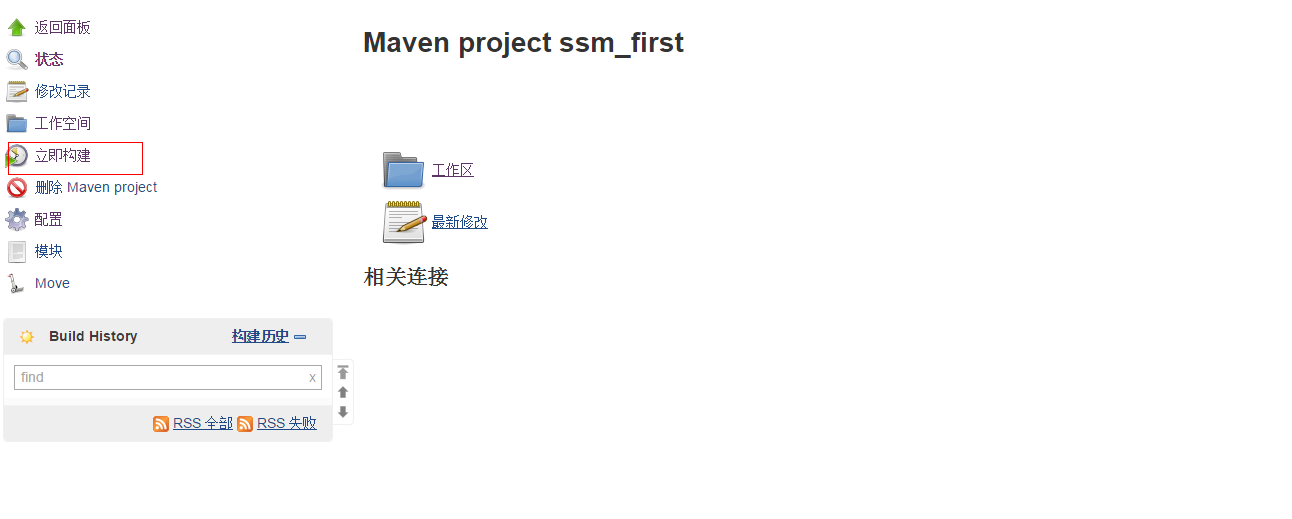 返回面板
状态
修改记录
工作空间
立即构建
删除 Maven project
配置
模块
Move
Build History 构建历史
find x
RSS 全部 RSS 失败
Maven project ssm_first
工作区
最新修改
相关连接